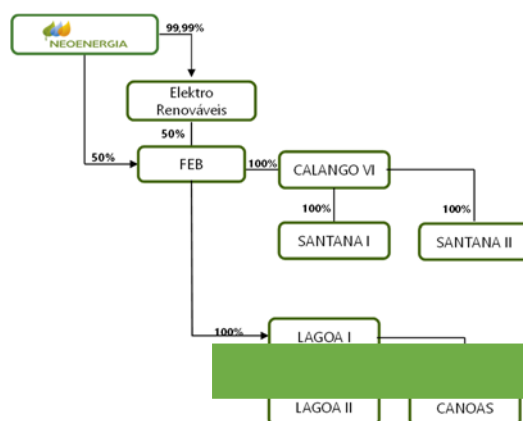 NEOENERGIA
99,99%
Elektro
Renováveis
50%
50%
FEB
100%
CALANGO VI
100%
100%
SANTANA I
SANTANA II
100%
LAGOA I
LAGOA II
CANOAS